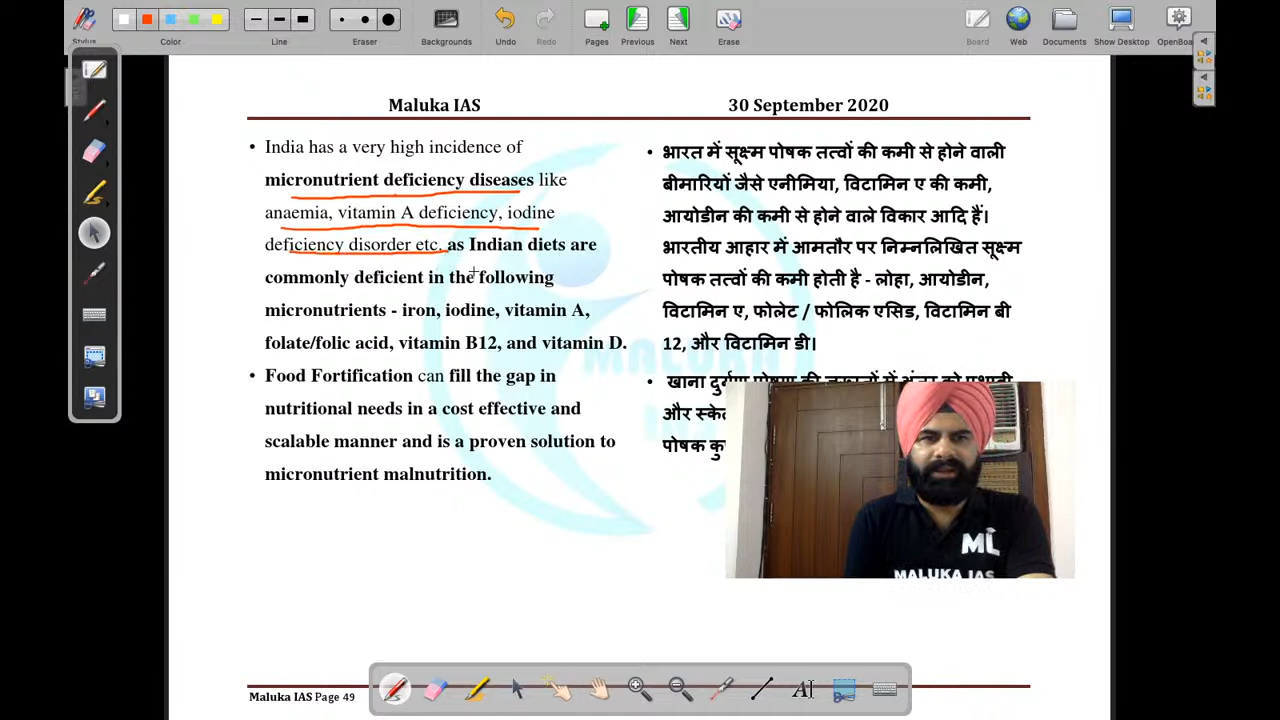 Stylus
Color
Line
Eraser
Backgrounds
Undo
Redo
Pages
Previous
Next
Erase
Board
Web
Documents
Show Desktop
OpenBoa
Maluka IAS
30 September 2020
• India has a very high incidence of
micronutrient deficiency diseases like
anaemia, vitamin A deficiency, iodine
deficiency disorder etc. as Indian diets are
commonly deficient in the following
micronutrients - iron, iodine, vitamin A,
folate/folic acid, vitamin B12, and vitamin D.
• Food Fortification can fill the gap in
nutritional needs in a cost effective and
scalable manner and is a proven solution to
micronutrient malnutrition.
• भारत में सूक्ष्म पोषक तत्वों की कमी से होने वाली
बीमारियों जैसे एनीमिया, विटामिन ए की कमी,
आयोडीन की कमी से होने वाले विकार आदि हैं।
भारतीय आहार में आमतौर पर निम्नलिखित सूक्ष्म
पोषक तत्वों की कमी होती है - लोहा, आयोडीन,
विटामिन ए, फोलेट / फोलिक एसिड, विटामिन बी
12, और विटामिन डी।
• खाना
और
पोषक
ML
MALUKA IAS
Maluka IAS Page 49